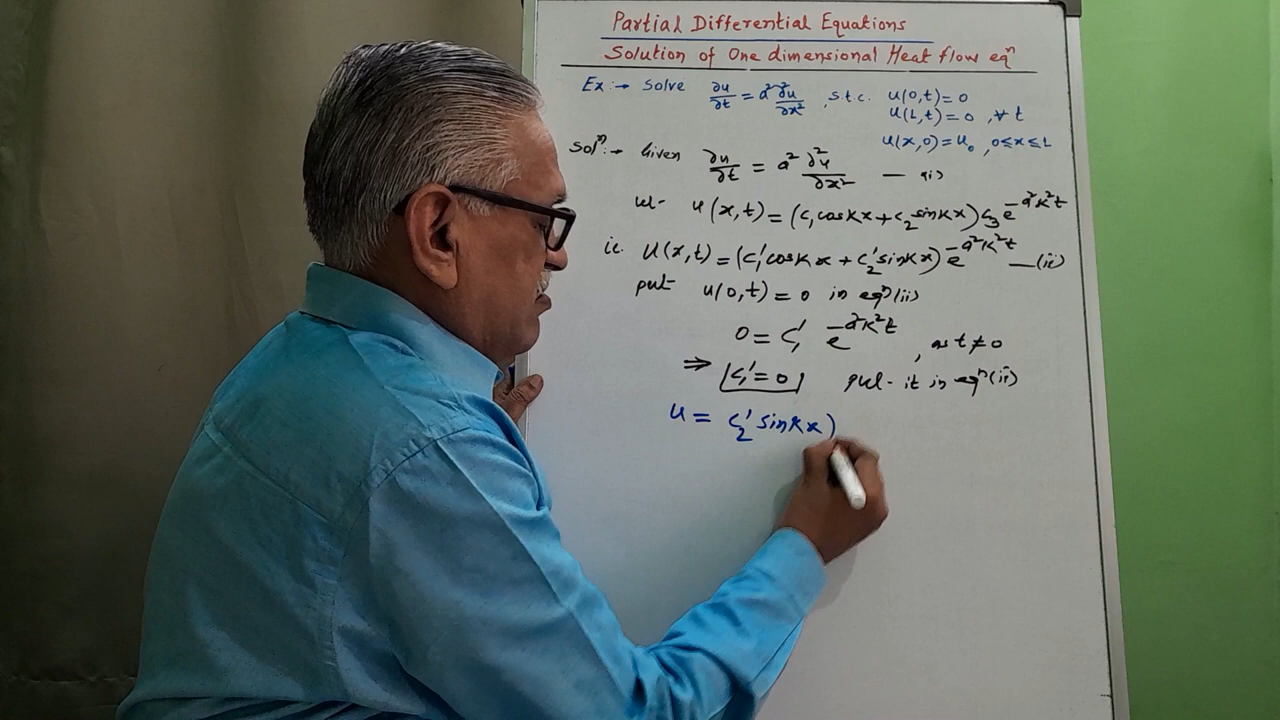 Partial Differential Equations
Solution of One dimensional Heat flow eqⁿ
Ex:→ Solve ∂u/∂t = a² ∂²u/∂x² , s.t.c. u(0,t)=0
u(L,t)=0 , ∀ t
u(x,0)=u₀ , 0≤x≤L
Solⁿ:→ Given ∂u/∂t = a² ∂²u/∂x² — (i)
u(x,t) = (c₁ cos kx + c₂ sin kx) c₃ e^(-a²k²t)
ie. u(x,t) = (c₁' cos kx + c₂' sin kx) e^(-a²k²t) — (ii)
put u(0,t) = 0 in eqⁿ(ii)
0 = c₁' e^(-a²k²t) , as t ≠ 0
⇒ c₁' = 0 put it in eqⁿ(ii)
u = c₂' sin kx)